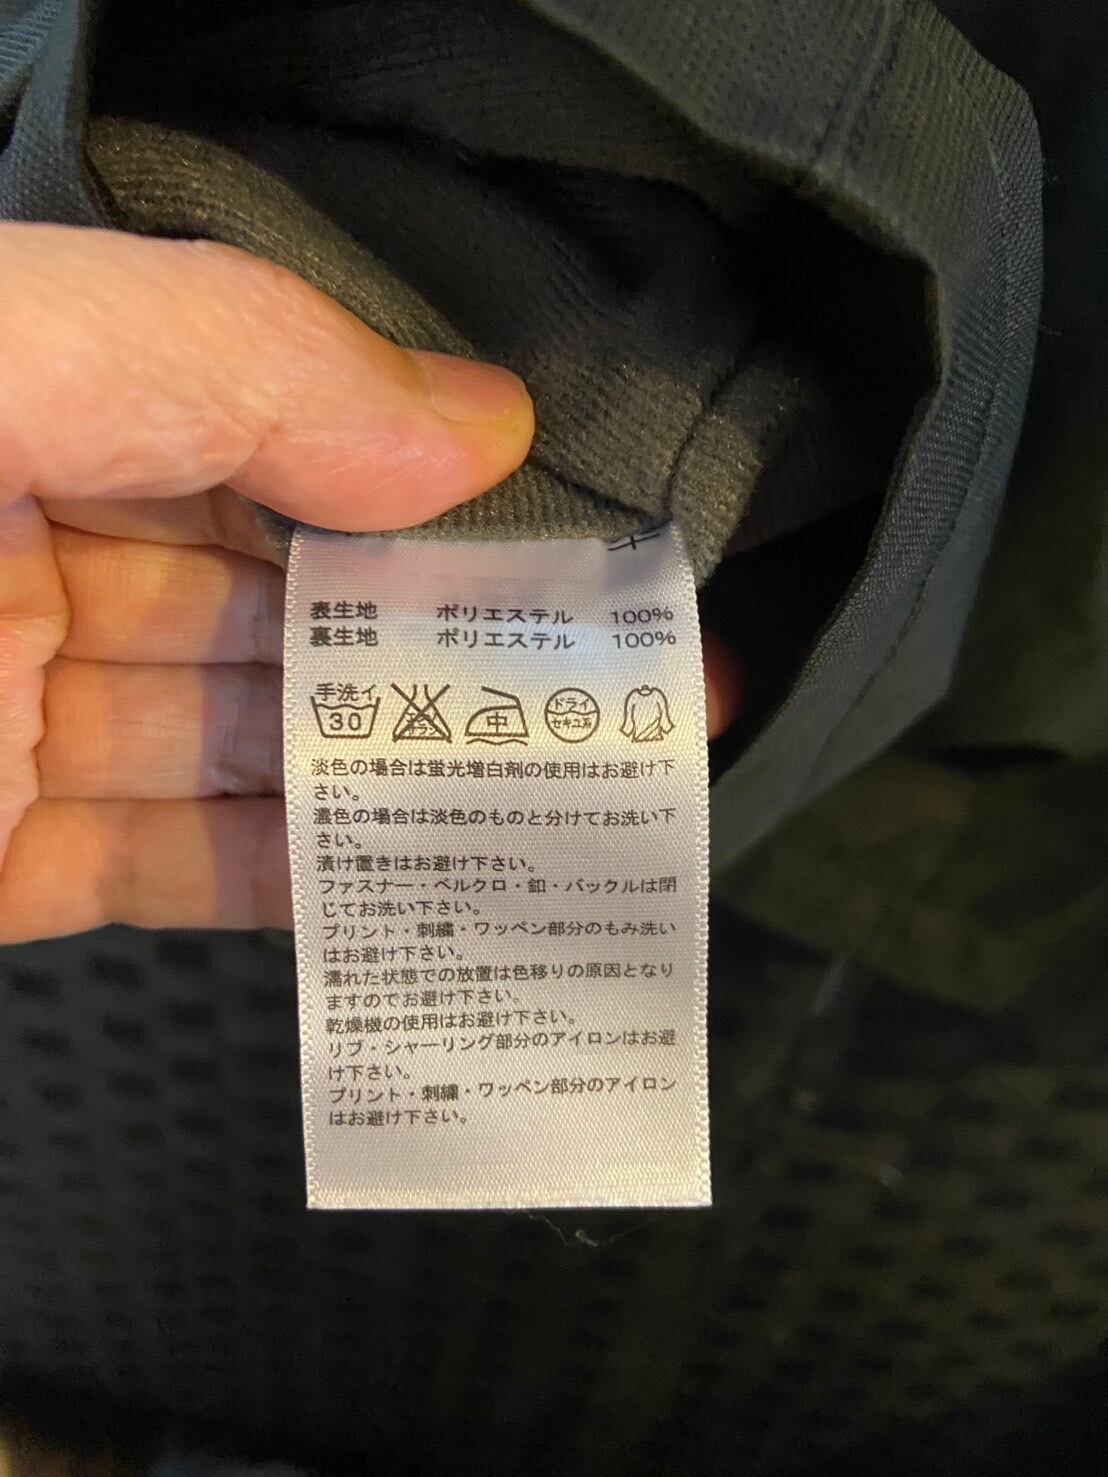 表生地 ポリエステル 100%
裏生地 ポリエステル 100%
手洗イ 30 中 ドライ セキユ系
淡色の場合は蛍光増白剤の使用はお避け下
さい。
濃色の場合は淡色のものと分けてお洗い下
さい。
漬け置きはお避け下さい。
ファスナー・ベルクロ・釦・バックルは閉
じてお洗い下さい。
プリント・刺繍・ワッペン部分のもみ洗い
はお避け下さい。
濡れた状態での放置は色移りの原因となり
ますのでお避け下さい。
乾燥機の使用はお避け下さい。
リブ・シャーリング部分のアイロンはお避
け下さい。
プリント・刺繍・ワッペン部分のアイロン
はお避け下さい。